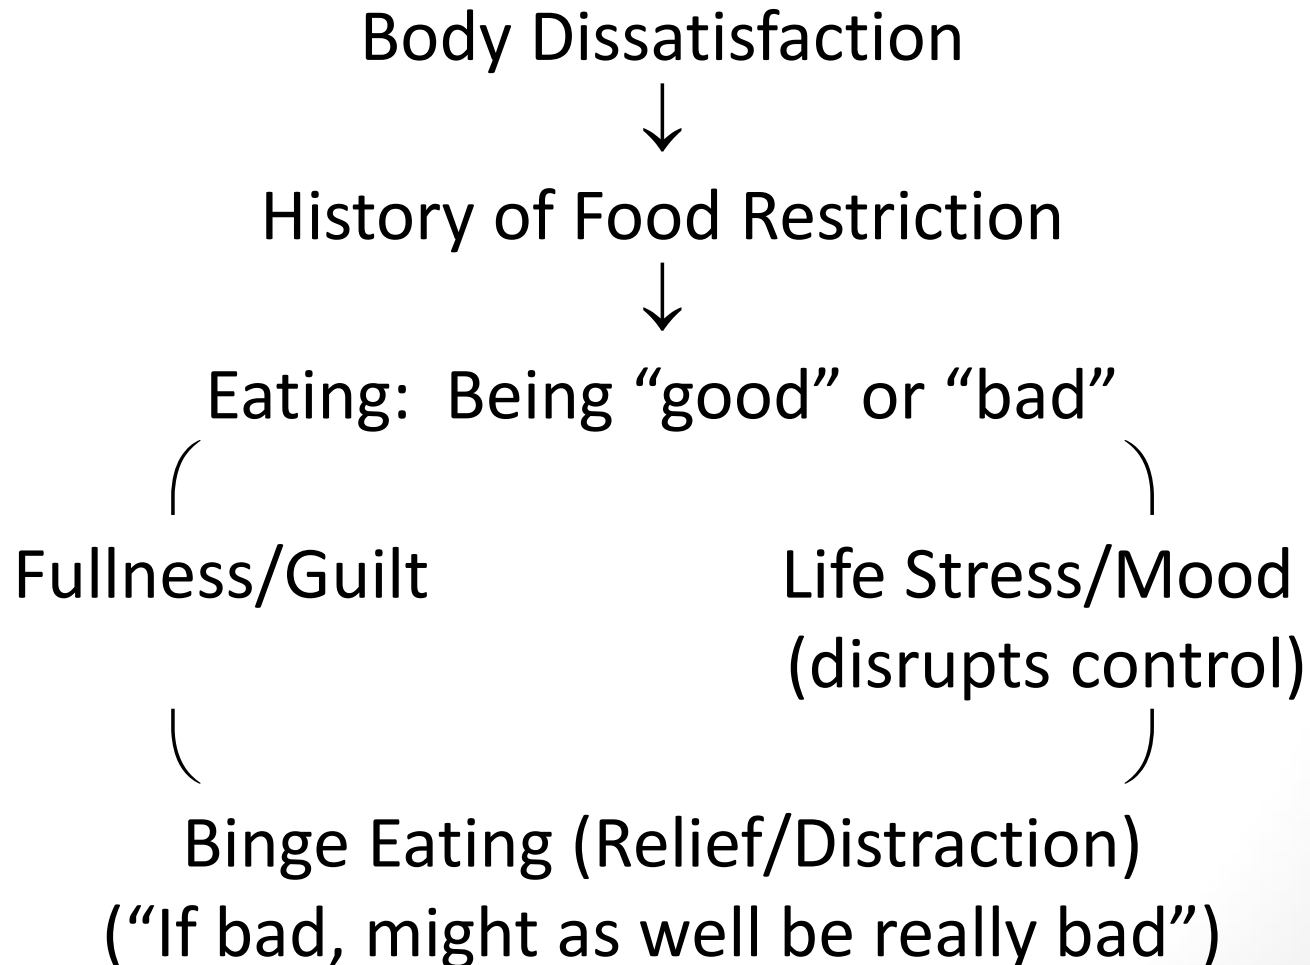 Body Dissatisfaction
↓
History of Food Restriction
↓
Eating:  Being “good” or “bad”
Fullness/Guilt Life Stress/Mood
(disrupts control)
Binge Eating (Relief/Distraction)
(“If bad, might as well be really bad”)